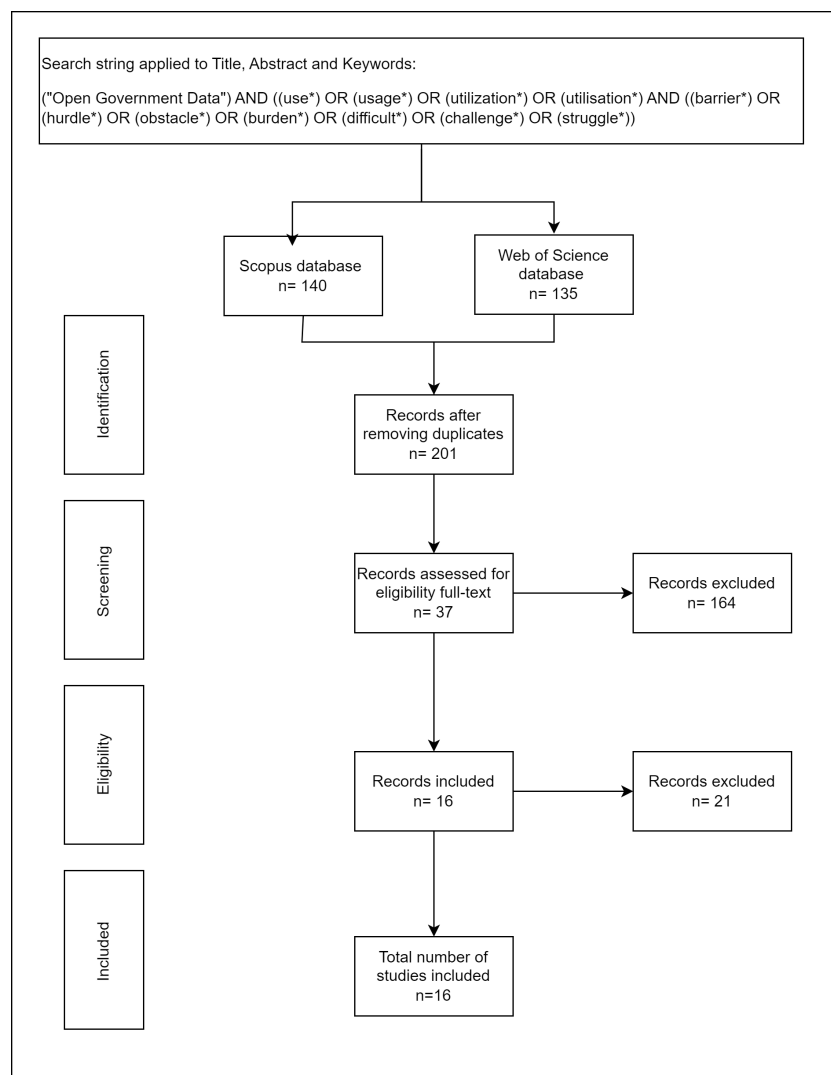 Search string applied to Title, Abstract and Keywords:
("Open Government Data") AND ((use*) OR (usage*) OR (utilization*) OR (utilisation*) AND ((barrier*) OR
(hurdle*) OR (obstacle*) OR (burden*) OR (difficult*) OR (challenge*) OR (struggle*))
Scopus database
n= 140
Web of Science
database
n= 135
Identification
Records after
removing duplicates
n= 201
Screening
Records assessed for
eligibility full-text
n= 37
Records excluded
n= 164
Eligibility
Records included
n= 16
Records excluded
n= 21
Included
Total number of
studies included
n=16